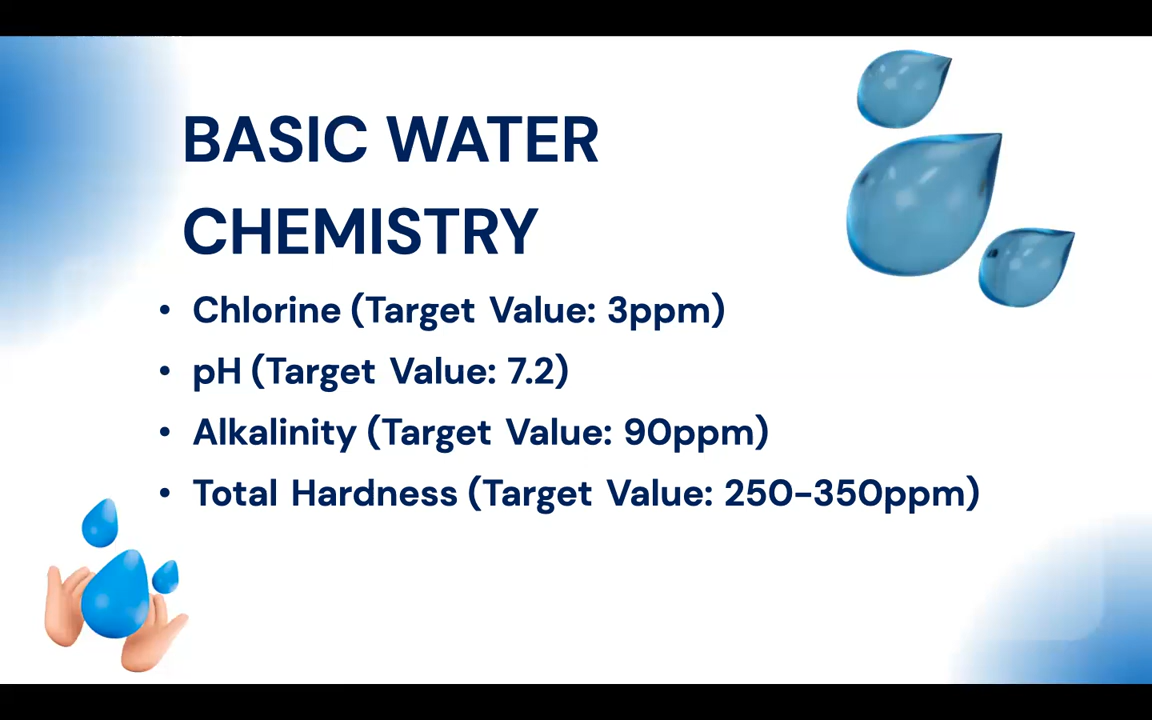 BASIC WATER
CHEMISTRY
• Chlorine (Target Value: 3ppm)
• pH (Target Value: 7.2)
• Alkalinity (Target Value: 90ppm)
• Total Hardness (Target Value: 250-350ppm)